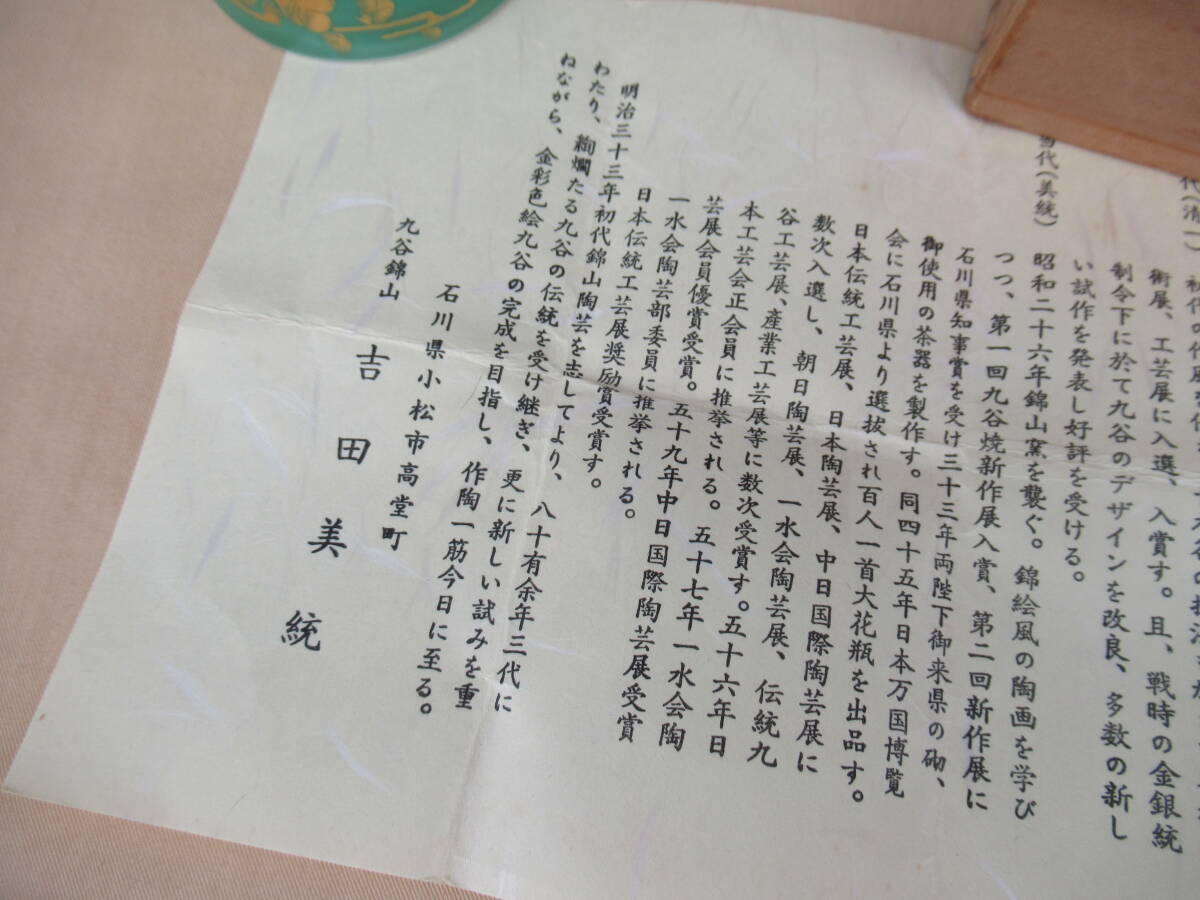 代（清一）
術展、工芸展に入選、入賞す。且、戦時の金銀統
制令下に於て九谷のデザインを改良、多数の新し
い試作を発表し好評を受ける。
当代（美統）
昭和二十六年錦山窯を襲ぐ。錦絵風の陶画を学び
つつ、第一回九谷焼新作展入賞、第二回新作展に
石川県知事賞を受け三十三年両陛下御来県の砌、
御使用の茶器を製作す。同四十五年日本万国博覧
会に石川県より選抜され百人一首大花瓶を出品す。
日本伝統工芸展、日本陶芸展、中日国際陶芸展に
数次入選し、朝日陶芸展、一水会陶芸展、伝統九
谷工芸展、産業工芸展等に数次受賞す。五十六年日
本工芸会正会員に推挙される。五十七年一水会陶
芸展会員優賞受賞。五十九年中日国際陶芸展受賞
一水会陶芸部委員に推挙される。
日本伝統工芸展奨励賞受賞す。
明治三十三年初代錦山陶芸を志してより、八十有余年三代に
わたり、絢爛たる九谷の伝統を受け継ぎ、更に新しい試みを重
ねながら、金彩色絵九谷の完成を目指し、作陶一筋今日に至る。
石川県小松市高堂町
九谷錦山 吉田美統